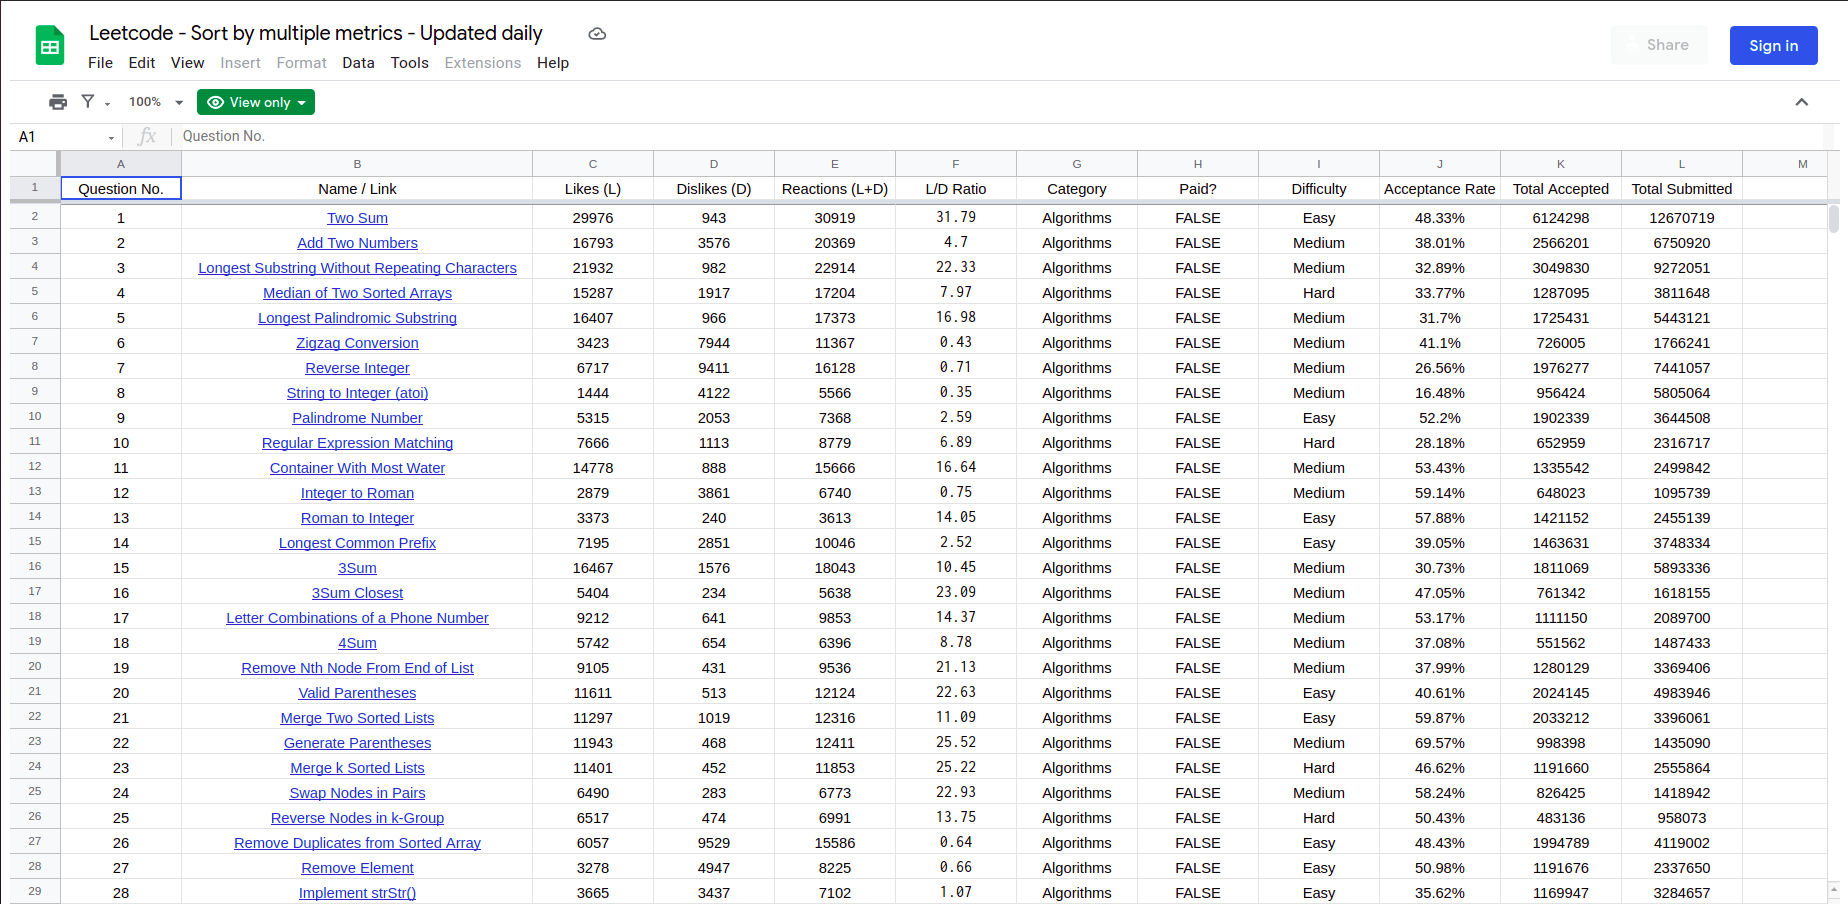 Leetcode - Sort by multiple metrics - Updated daily
Share
Sign in
File Edit View Insert Format Data Tools Extensions Help
100% View only
A1 fx Question No.
A B C D E F G H I J K L M
1 Question No. Name / Link Likes (L) Dislikes (D) Reactions (L+D) L/D Ratio Category Paid? Difficulty Acceptance Rate Total Accepted Total Submitted
2 1 Two Sum 29976 943 30919 31.79 Algorithms FALSE Easy 48.33% 6124298 12670719
3 2 Add Two Numbers 16793 3576 20369 4.7 Algorithms FALSE Medium 38.01% 2566201 6750920
4 3 Longest Substring Without Repeating Characters 21932 982 22914 22.33 Algorithms FALSE Medium 32.89% 3049830 9272051
5 4 Median of Two Sorted Arrays 15287 1917 17204 7.97 Algorithms FALSE Hard 33.77% 1287095 3811648
6 5 Longest Palindromic Substring 16407 966 17373 16.98 Algorithms FALSE Medium 31.7% 1725431 5443121
7 6 Zigzag Conversion 3423 7944 11367 0.43 Algorithms FALSE Medium 41.1% 726005 1766241
8 7 Reverse Integer 6717 9411 16128 0.71 Algorithms FALSE Medium 26.56% 1976277 7441057
9 8 String to Integer (atoi) 1444 4122 5566 0.35 Algorithms FALSE Medium 16.48% 956424 5805064
10 9 Palindrome Number 5315 2053 7368 2.59 Algorithms FALSE Easy 52.2% 1902339 3644508
11 10 Regular Expression Matching 7666 1113 8779 6.89 Algorithms FALSE Hard 28.18% 652959 2316717
12 11 Container With Most Water 14778 888 15666 16.64 Algorithms FALSE Medium 53.43% 1335542 2499842
13 12 Integer to Roman 2879 3861 6740 0.75 Algorithms FALSE Medium 59.14% 648023 1095739
14 13 Roman to Integer 3373 240 3613 14.05 Algorithms FALSE Easy 57.88% 1421152 2455139
15 14 Longest Common Prefix 7195 2851 10046 2.52 Algorithms FALSE Easy 39.05% 1463631 3748334
16 15 3Sum 16467 1576 18043 10.45 Algorithms FALSE Medium 30.73% 1811069 5893336
17 16 3Sum Closest 5404 234 5638 23.09 Algorithms FALSE Medium 47.05% 761342 1618155
18 17 Letter Combinations of a Phone Number 9212 641 9853 14.37 Algorithms FALSE Medium 53.17% 1111150 2089700
19 18 4Sum 5742 654 6396 8.78 Algorithms FALSE Medium 37.08% 551562 1487433
20 19 Remove Nth Node From End of List 9105 431 9536 21.13 Algorithms FALSE Medium 37.99% 1280129 3369406
21 20 Valid Parentheses 11611 513 12124 22.63 Algorithms FALSE Easy 40.61% 2024145 4983946
22 21 Merge Two Sorted Lists 11297 1019 12316 11.09 Algorithms FALSE Easy 59.87% 2033212 3396061
23 22 Generate Parentheses 11943 468 12411 25.52 Algorithms FALSE Medium 69.57% 998398 1435090
24 23 Merge k Sorted Lists 11401 452 11853 25.22 Algorithms FALSE Hard 46.62% 1191660 2555864
25 24 Swap Nodes in Pairs 6490 283 6773 22.93 Algorithms FALSE Medium 58.24% 826425 1418942
26 25 Reverse Nodes in k-Group 6517 474 6991 13.75 Algorithms FALSE Hard 50.43% 483136 958073
27 26 Remove Duplicates from Sorted Array 6057 9529 15586 0.64 Algorithms FALSE Easy 48.43% 1994789 4119002
28 27 Remove Element 3278 4947 8225 0.66 Algorithms FALSE Easy 50.98% 1191676 2337650
29 28 Implement strStr() 3665 3437 7102 1.07 Algorithms FALSE Easy 35.62% 1169947 3284657